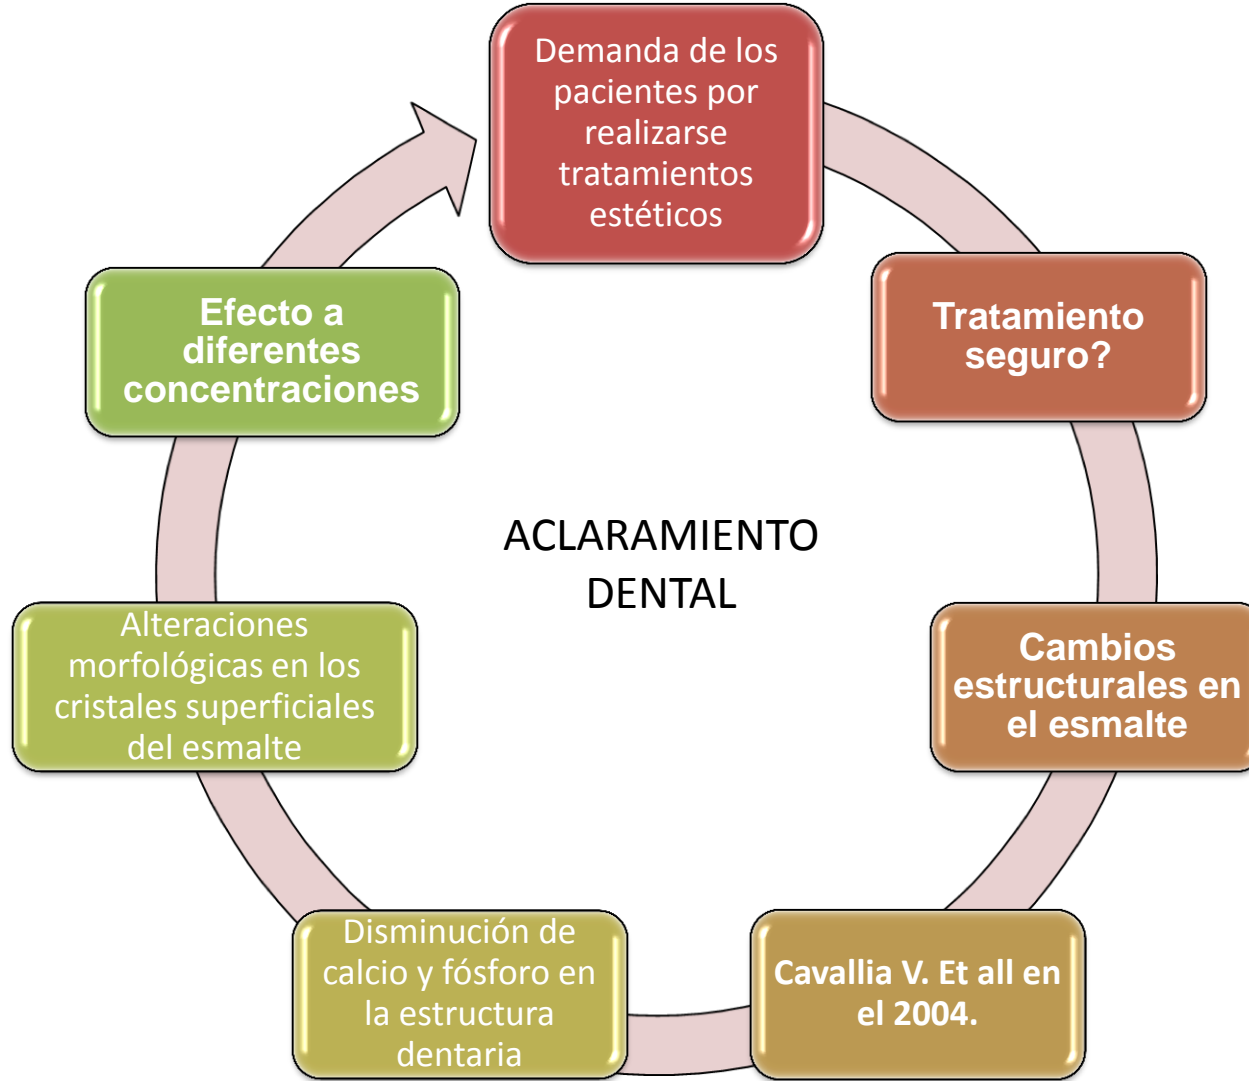 Demanda de los
pacientes por
realizarse
tratamientos
estéticos
Tratamiento
seguro?
Cambios
estructurales en
el esmalte
Cavallia V. Et all en
el 2004.
Disminución de
calcio y fósforo en
la estructura
dentaria
Alteraciones
morfológicas en los
cristales superficiales
del esmalte
Efecto a
diferentes
concentraciones
ACLARAMIENTO
DENTAL